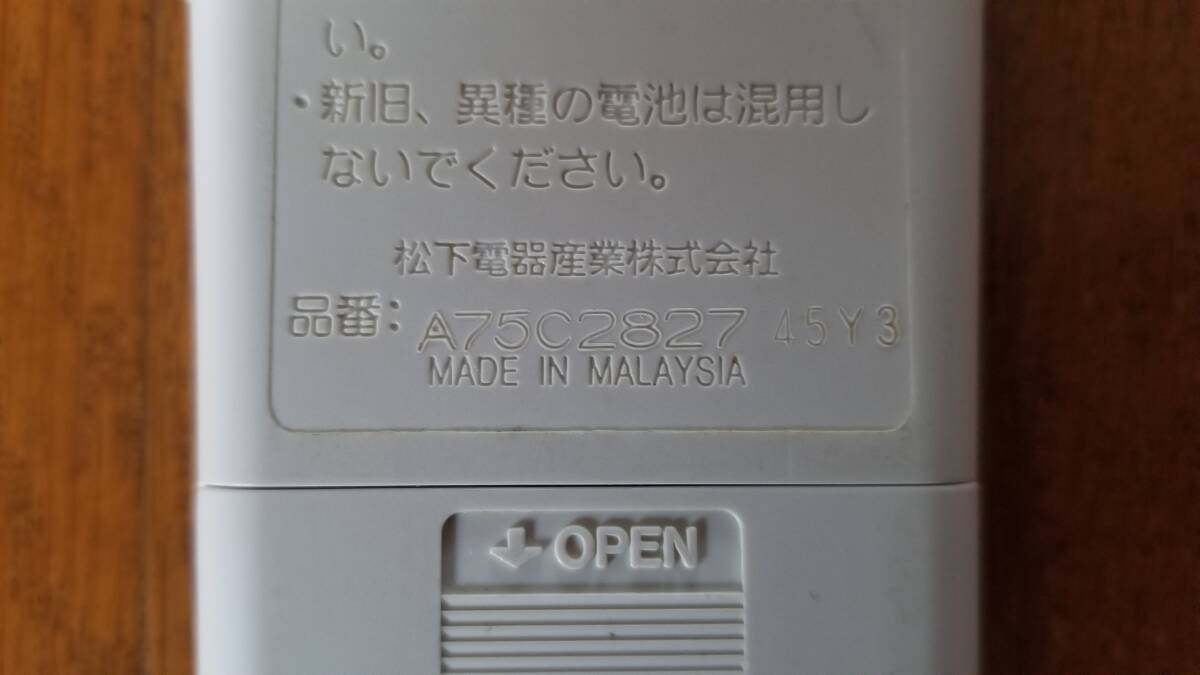 い。
・新旧、異種の電池は混用し
ないでください。
松下電器産業株式会社
品番: A75C2827 45Y3
MADE IN MALAYSIA
OPEN